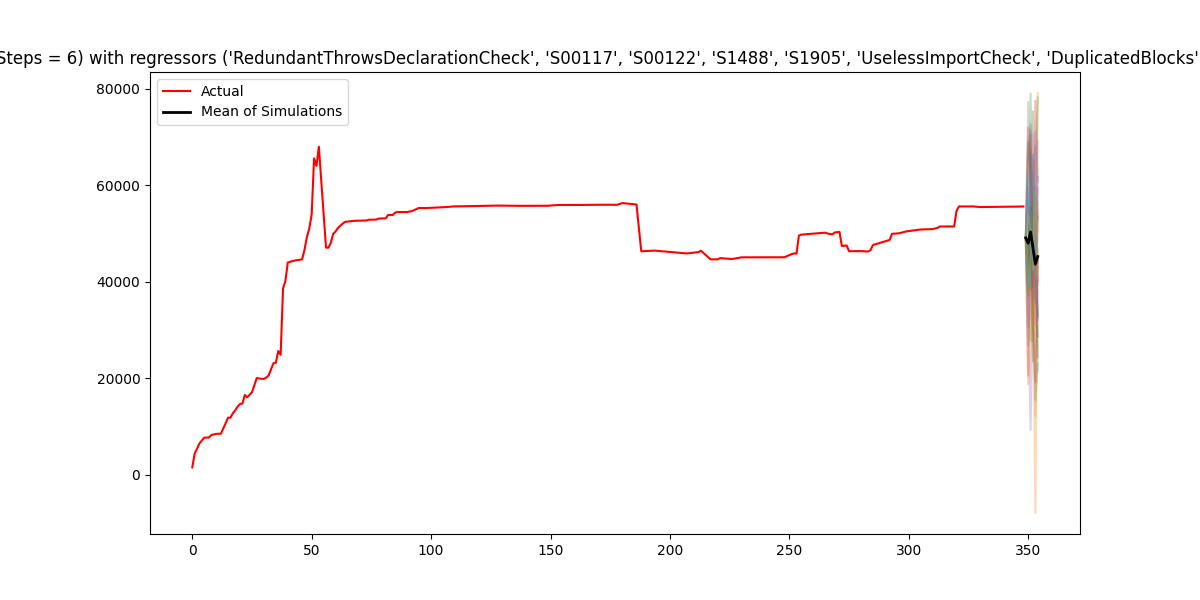 Steps = 6) with regressors ('RedundantThrowsDeclarationCheck', 'S00117', 'S00122', 'S1488', 'S1905', 'UselessImportCheck', 'DuplicatedBlocks'
Actual
Mean of Simulations
80000
60000
40000
20000
0
0 50 100 150 200 250 300 350